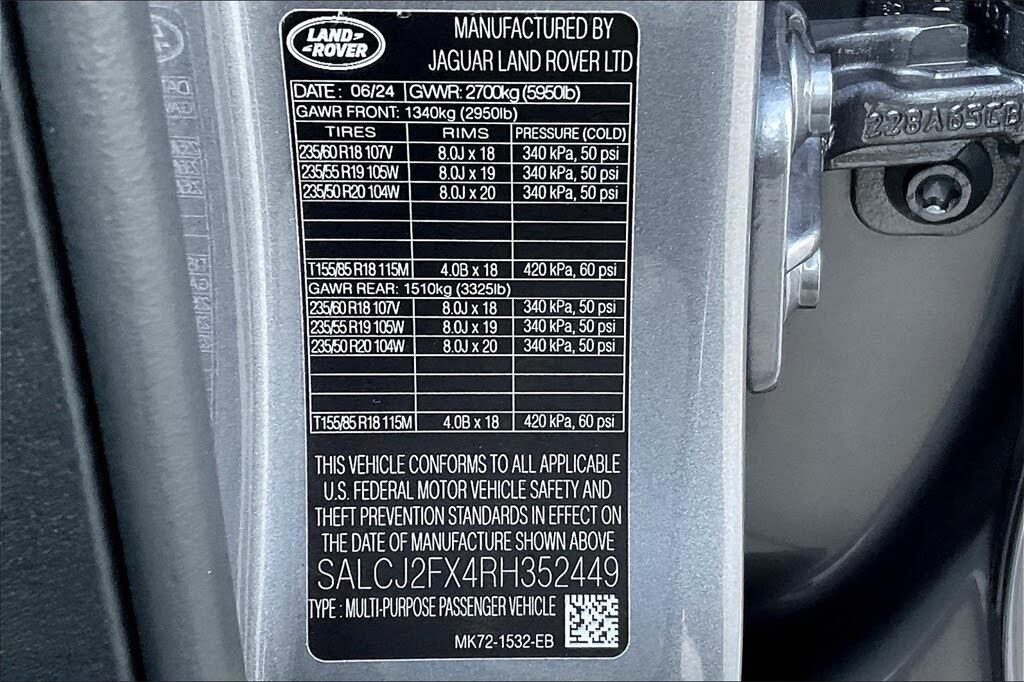 LAND-
-ROVER
MANUFACTURED BY
JAGUAR LAND ROVER LTD
DATE : 06/24 GVWR: 2700kg (5950lb)
GAWR FRONT: 1340kg (2950lb)
TIRES RIMS PRESSURE (COLD)
235/60 R18 107V 8.0J x 18 340 kPa, 50 psi
235/55 R19 105W 8.0J x 19 340 kPa, 50 psi
235/50 R20 104W 8.0J x 20 340 kPa, 50 psi
T155/85 R18 115M 4.0B x 18 420 kPa, 60 psi
GAWR REAR: 1510kg (3325lb)
235/60 R18 107V 8.0J x 18 340 kPa, 50 psi
235/55 R19 105W 8.0J x 19 340 kPa, 50 psi
235/50 R20 104W 8.0J x 20 340 kPa, 50 psi
T155/85 R18 115M 4.0B x 18 420 kPa, 60 psi
THIS VEHICLE CONFORMS TO ALL APPLICABLE
U.S. FEDERAL MOTOR VEHICLE SAFETY AND
THEFT PREVENTION STANDARDS IN EFFECT ON
THE DATE OF MANUFACTURE SHOWN ABOVE
SALCJ2FX4RH352449
TYPE : MULTI-PURPOSE PASSENGER VEHICLE
MK72-1532-EB